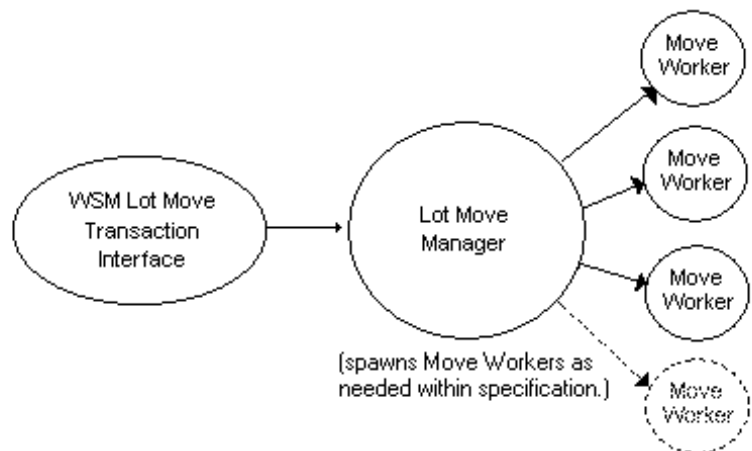 Move
Worker
WSM Lot Move
Transaction
Interface
Lot Move
Manager
Move
Worker
Move
Worker
(spawns Move Workers as
needed within specification.)
Move
Worker